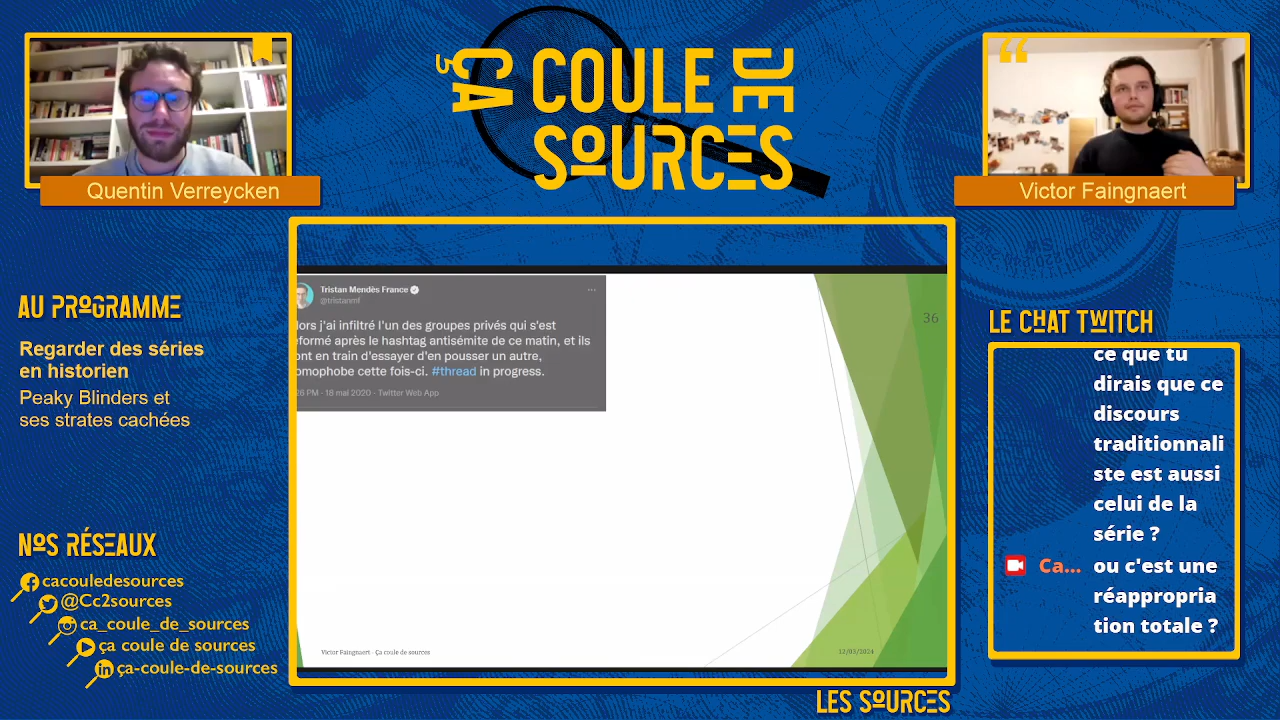 ÇA COULE DE
SOURCES
Quentin Verreycken
Victor Faingnaert
AU PROGRAMME
Regarder des séries
en historien
Peaky Blinders et
ses strates cachées
NOS RÉSEAUX
cacouledesources
@Cc2sources
ca_coule_de_sources
ça coule de sources
ça-coule-de-sources
Tristan Mendès France
@tristanmf
lors j'ai infiltré l'un des groupes privés qui s'est
eformé après le hashtag antisémite de ce matin, et ils
ont en train d'essayer d'en pousser un autre,
omophobe cette fois-ci. #thread in progress.
26 PM · 18 mai 2020 · Twitter Web App
36
Victor Faingnaert - Ça coule de sources
12/03/2024
LES SOURCES
LE CHAT TWITCH
ce que tu
dirais que ce
discours
traditionnali
ste est aussi
celui de la
série ?
Ca... ou c'est une
réappropria
tion totale ?